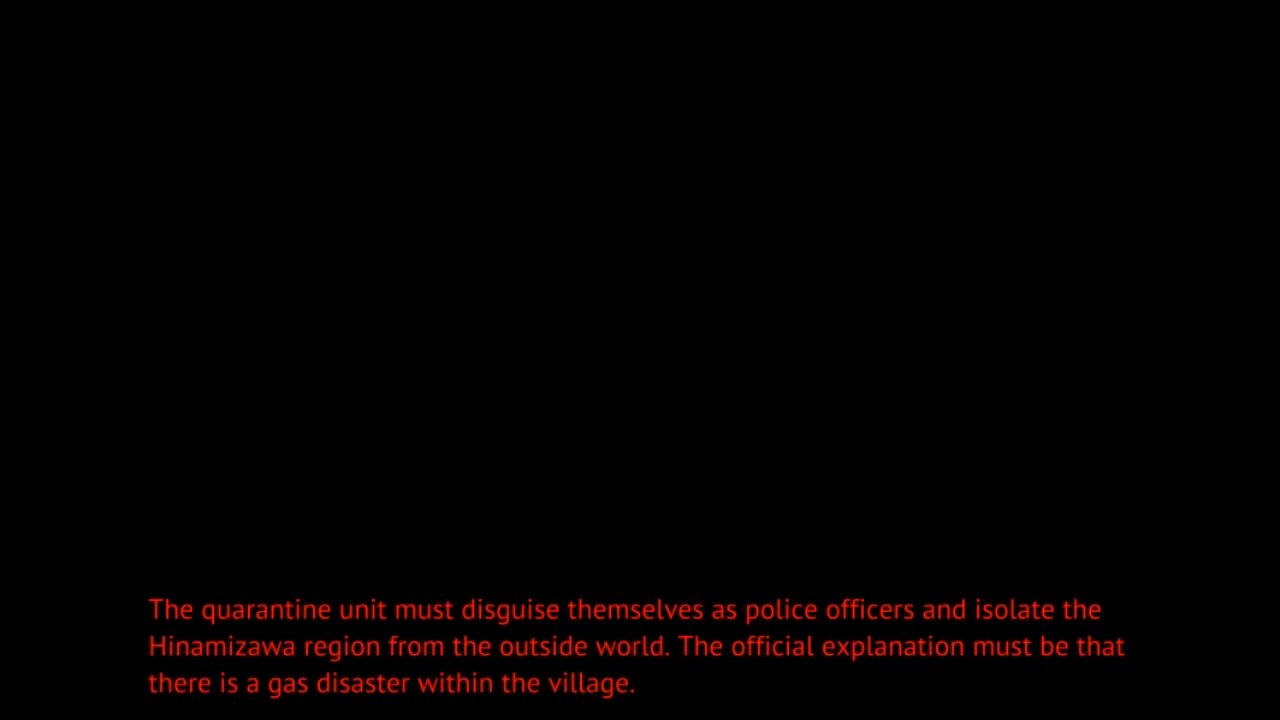 The quarantine unit must disguise themselves as police officers and isolate the
Hinamizawa region from the outside world. The official explanation must be that
there is a gas disaster within the village.